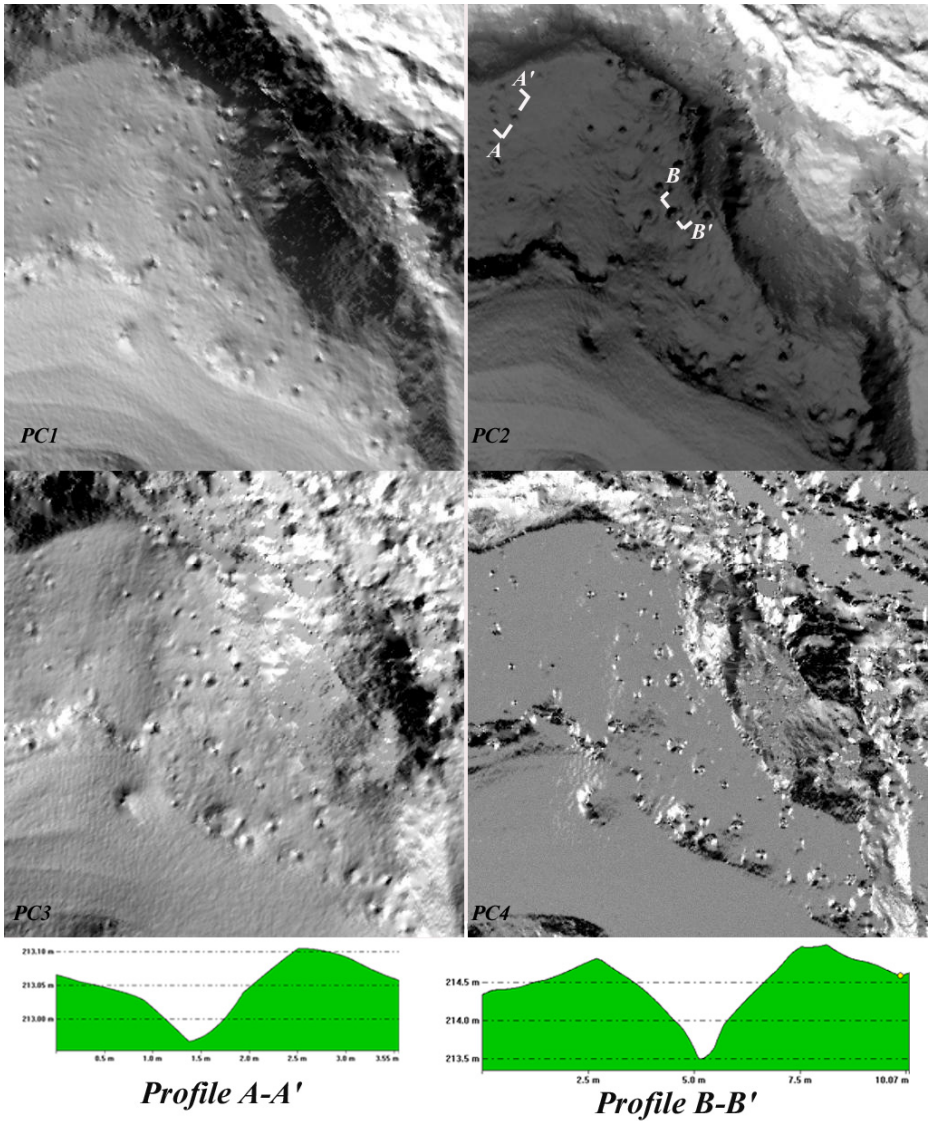 A'
A
B
B'
PC1
PC2
PC3
PC4
213.10 m
213.05 m
213.00 m
0.5 m 1.0 m 1.5 m 2.0 m 2.5 m 3.0 m 3.55 m
Profile A-A'
214.5 m
214.0 m
213.5 m
2.5 m 5.0 m 7.5 m 10.07 m
Profile B-B'